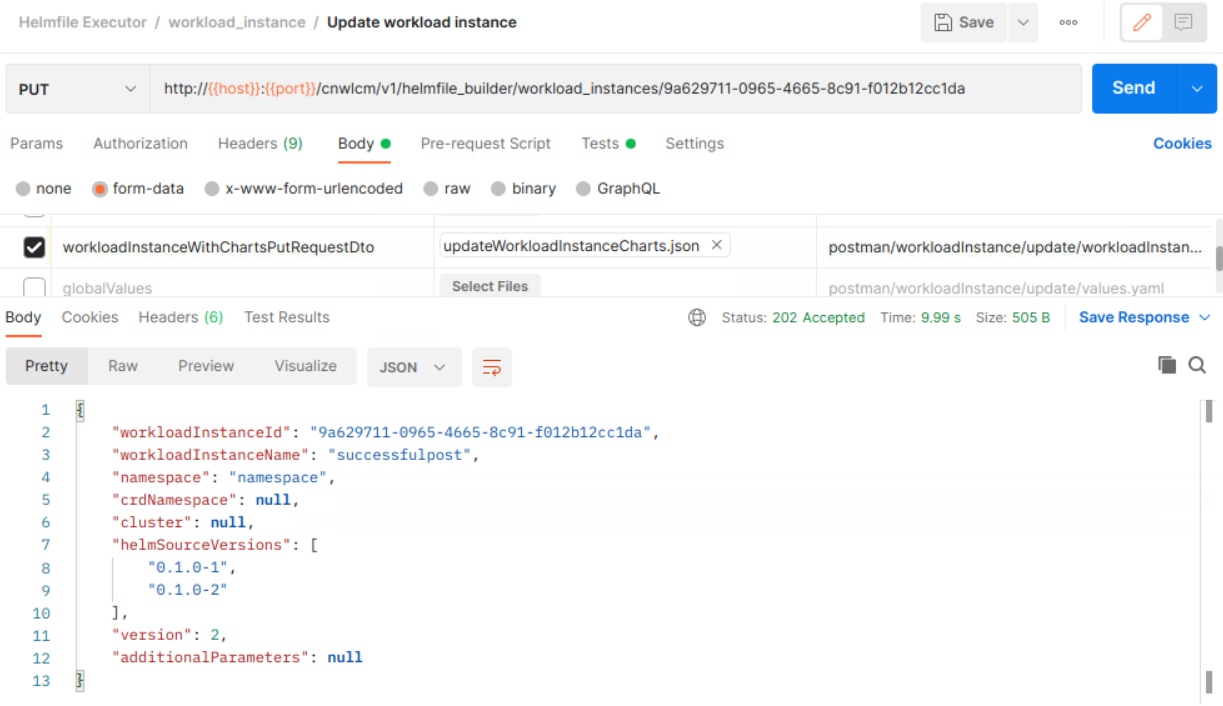 Helmfile Executor / workload_instance / Update workload instance
Save
PUT
http://{{host}}:{{port}}/cnwlcm/v1/helmfile_builder/workload_instances/9a629711-0965-4665-8c91-f012b12cc1da
Send
Params Authorization Headers (9) Body Pre-request Script Tests Settings Cookies
none form-data x-www-form-urlencoded raw binary GraphQL
workloadInstanceWithChartsPutRequestDto updateWorkloadInstanceCharts.json postman/workloadInstance/update/workloadInstan...
globalValues Select Files postman/workloadInstance/update/values.yaml
Body Cookies Headers (6) Test Results Status: 202 Accepted Time: 9.99 s Size: 505 B Save Response
Pretty Raw Preview Visualize JSON
1 {
2 "workloadInstanceId": "9a629711-0965-4665-8c91-f012b12cc1da",
3 "workloadInstanceName": "successfulpost",
4 "namespace": "namespace",
5 "crdNamespace": null,
6 "cluster": null,
7 "helmSourceVersions": [
8 "0.1.0-1",
9 "0.1.0-2"
10 ],
11 "version": 2,
12 "additionalParameters": null
13 }